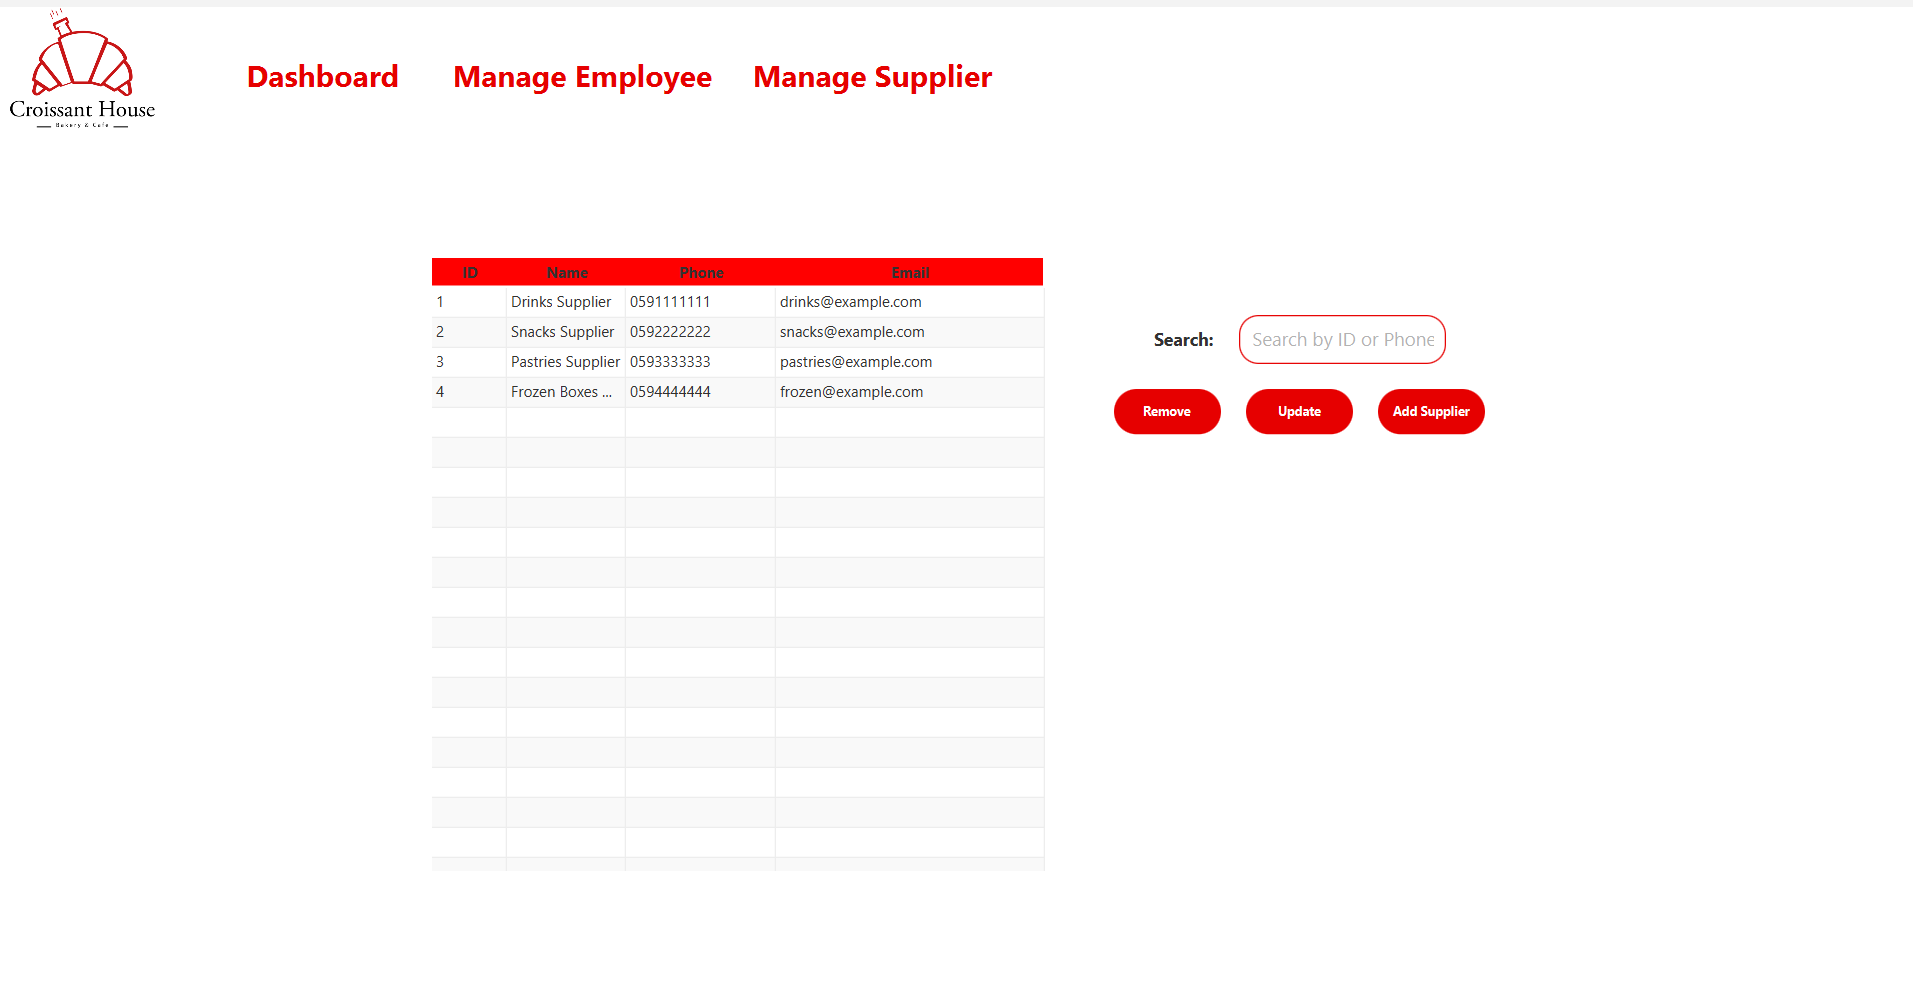 Croissant House
Bakery & Cafe
Dashboard Manage Employee Manage Supplier
ID Name Phone Email
1 Drinks Supplier 0591111111 drinks@example.com
2 Snacks Supplier 0592222222 snacks@example.com
3 Pastries Supplier 0593333333 pastries@example.com
4 Frozen Boxes ... 0594444444 frozen@example.com
Search: Search by ID or Phone
Remove Update Add Supplier